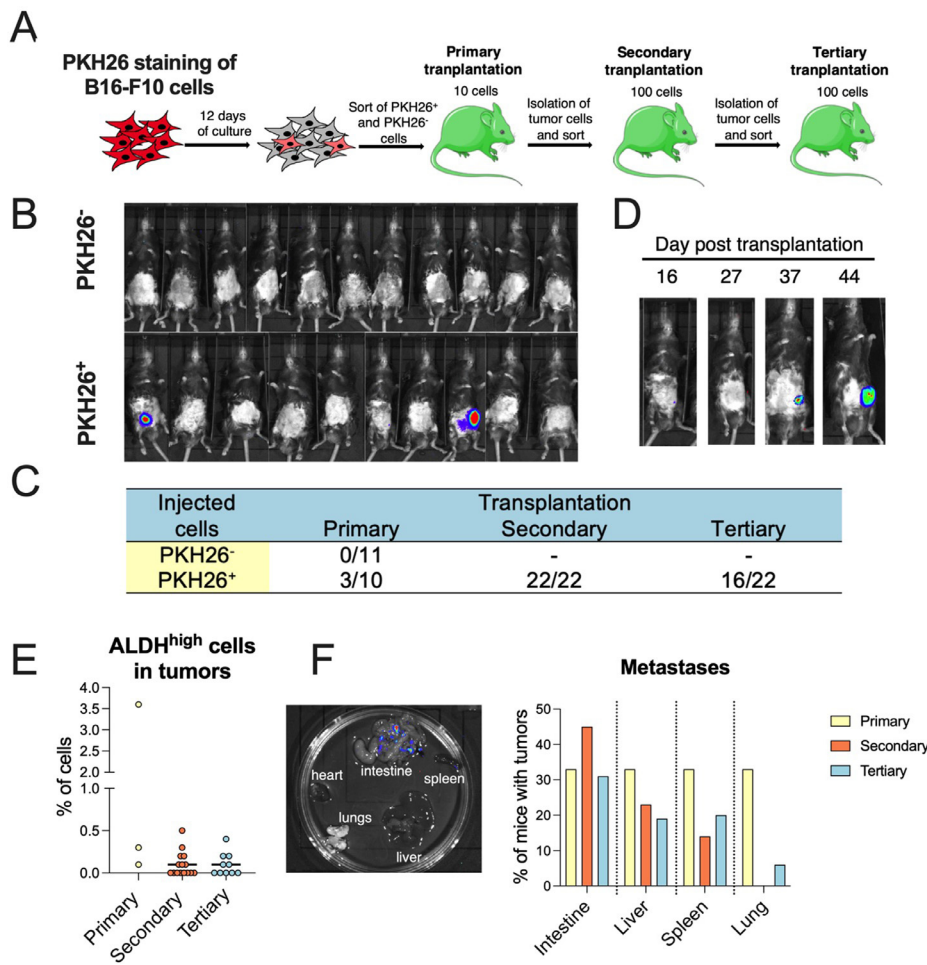 A
PKH26 staining of
B16-F10 cells
12 days
of culture
Sort of PKH26⁺
and PKH26⁻
cells
Primary
tranplantation
10 cells
Isolation of
tumor cells
and sort
Secondary
tranplantation
100 cells
Isolation of
tumor cells
and sort
Tertiary
tranplantation
100 cells
B
PKH26⁻
PKH26⁺
D
Day post transplantation
16 27 37 44
C
Injected
cells
Transplantation
Primary Secondary Tertiary
PKH26⁻ 0/11 - -
PKH26⁺ 3/10 22/22 16/22
E
ALDHʰⁱᵍʰ cells
in tumors
% of cells
4.0
3.5
3.0
2.5
2.0
1.0
0.5
0.0
Primary
Secondary
Tertiary
F
heart
intestine
spleen
lungs
liver
Metastases
% of mice with tumors
50
40
30
20
10
0
Intestine
Liver
Spleen
Lung
Primary
Secondary
Tertiary